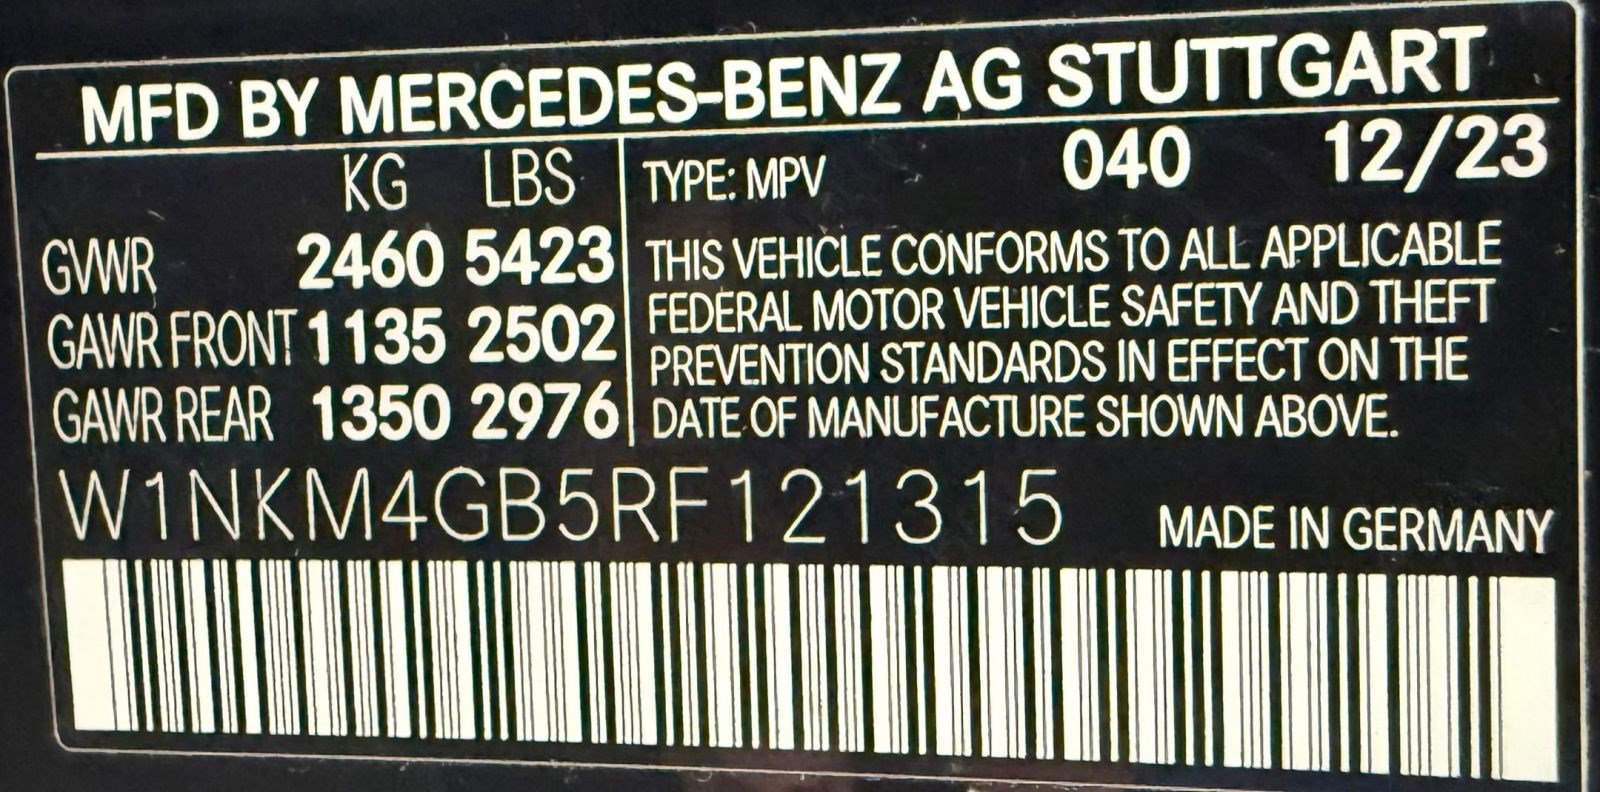 MFD BY MERCEDES-BENZ AG STUTTGART
KG LBS
GVWR 2460 5423
GAWR FRONT 1135 2502
GAWR REAR 1350 2976
TYPE: MPV 040 12/23
THIS VEHICLE CONFORMS TO ALL APPLICABLE
FEDERAL MOTOR VEHICLE SAFETY AND THEFT
PREVENTION STANDARDS IN EFFECT ON THE
DATE OF MANUFACTURE SHOWN ABOVE.
W1NKM4GB5RF121315 MADE IN GERMANY